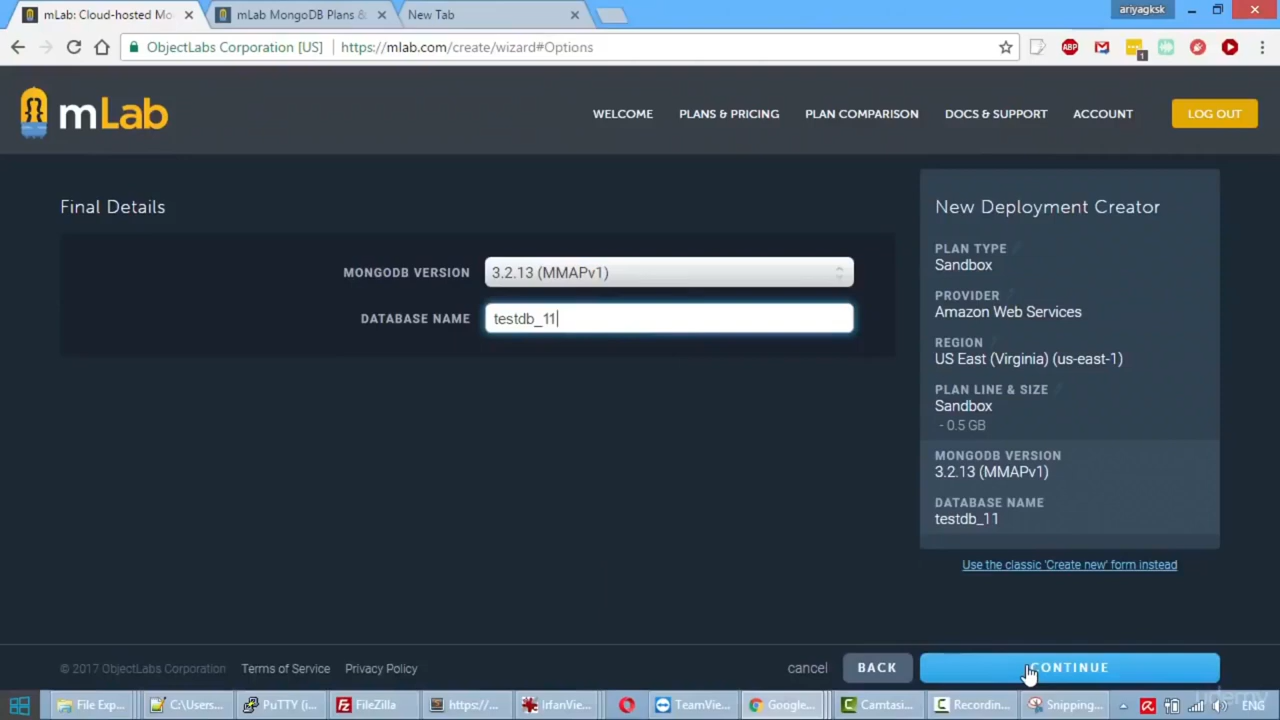 mLab: Cloud-hosted Mo
mLab MongoDB Plans &
New Tab
ariyagksk
ObjectLabs Corporation [US]
https://mlab.com/create/wizard#Options
ABP
1
mLab
WELCOME
PLANS & PRICING
PLAN COMPARISON
DOCS & SUPPORT
ACCOUNT
LOG OUT
Final Details
MONGODB VERSION
3.2.13 (MMAPv1)
DATABASE NAME
testdb_11
New Deployment Creator
PLAN TYPE
Sandbox
PROVIDER
Amazon Web Services
REGION
US East (Virginia) (us-east-1)
PLAN LINE & SIZE
Sandbox
- 0.5 GB
MONGODB VERSION
3.2.13 (MMAPv1)
DATABASE NAME
testdb_11
Use the classic 'Create new' form instead
© 2017 ObjectLabs Corporation
Terms of Service
Privacy Policy
cancel
BACK
CONTINUE
File Exp...
C:\Users...
PuTTY (in...
FileZilla
https://...
IrfanVie...
TeamVie...
Google...
Camtasi...
Recordin...
Snipping...
ENG
udemy